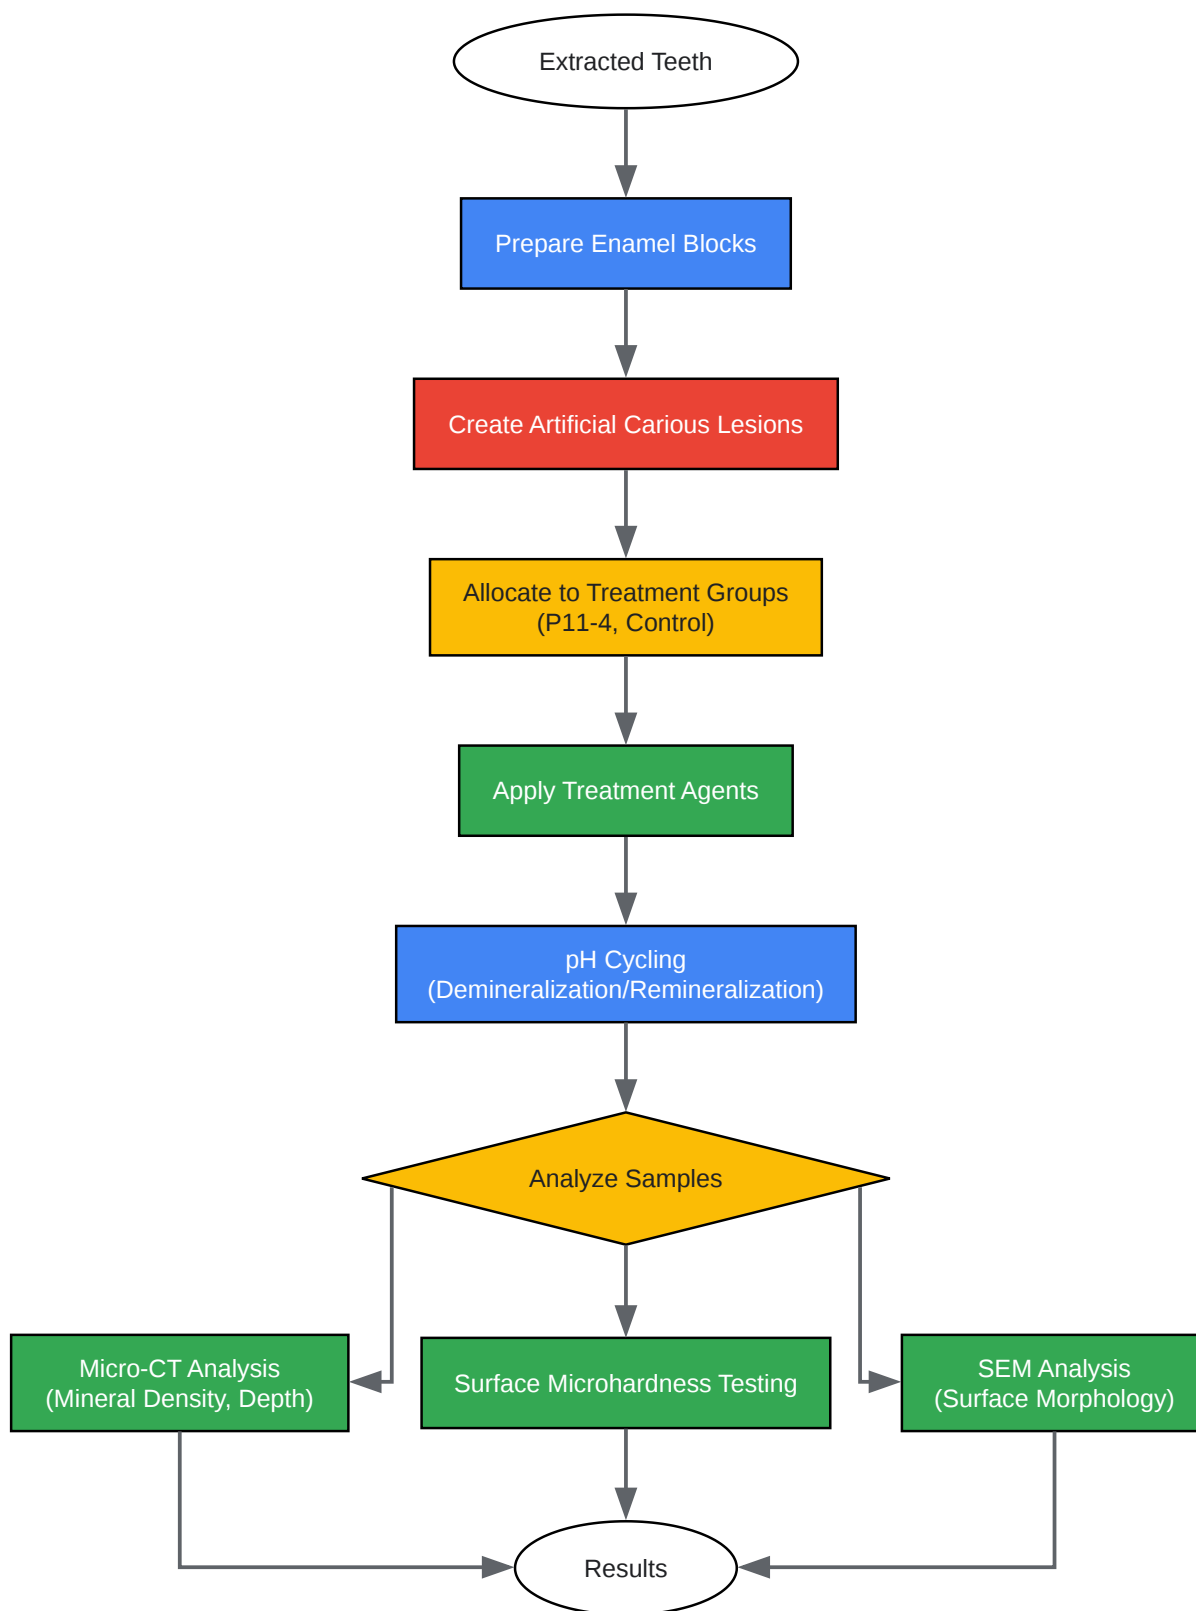 Extracted Teeth
Prepare Enamel Blocks
Create Artificial Carious Lesions
Allocate to Treatment Groups
(P11-4, Control)
Apply Treatment Agents
pH Cycling
(Demineralization/Remineralization)
Analyze Samples
Micro-CT Analysis
(Mineral Density, Depth)
Surface Microhardness Testing
SEM Analysis
(Surface Morphology)
Results